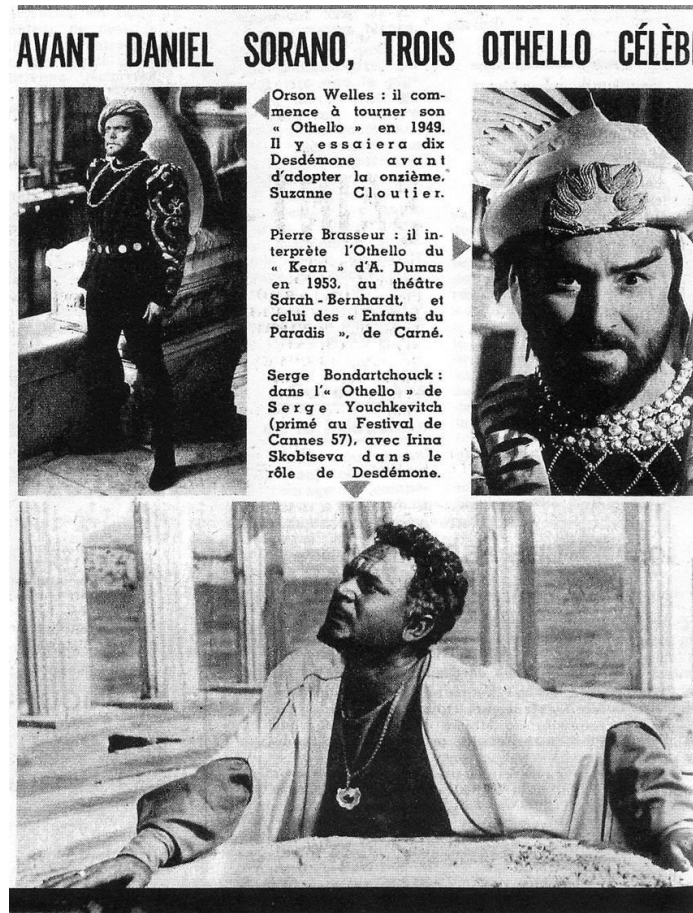 AVANT DANIEL SORANO, TROIS OTHELLO CÉLÈB
Orson Welles : il com-
mence à tourner son
« Othello » en 1949.
Il y essaiera dix
Desdémone avant
d'adopter la onzième,
Suzanne Cloutier.
Pierre Brasseur : il in-
terprète l'Othello du
« Kean » d'A. Dumas
en 1953, au théâtre
Sarah - Bernhardt, et
celui des « Enfants du
Paradis », de Carné.
Serge Bondartchouck :
dans l'« Othello » de
Serge Youchkevitch
(primé au Festival de
Cannes 57), avec Irina
Skobtseva dans le
rôle de Desdémone.